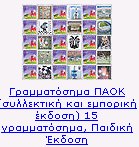 Γραμματόσημα ΠΑΟΚ
(συλλεκτική και εμπορική
έκδοση) 15
γραμματόσημα, Παιδική
Έκδοση